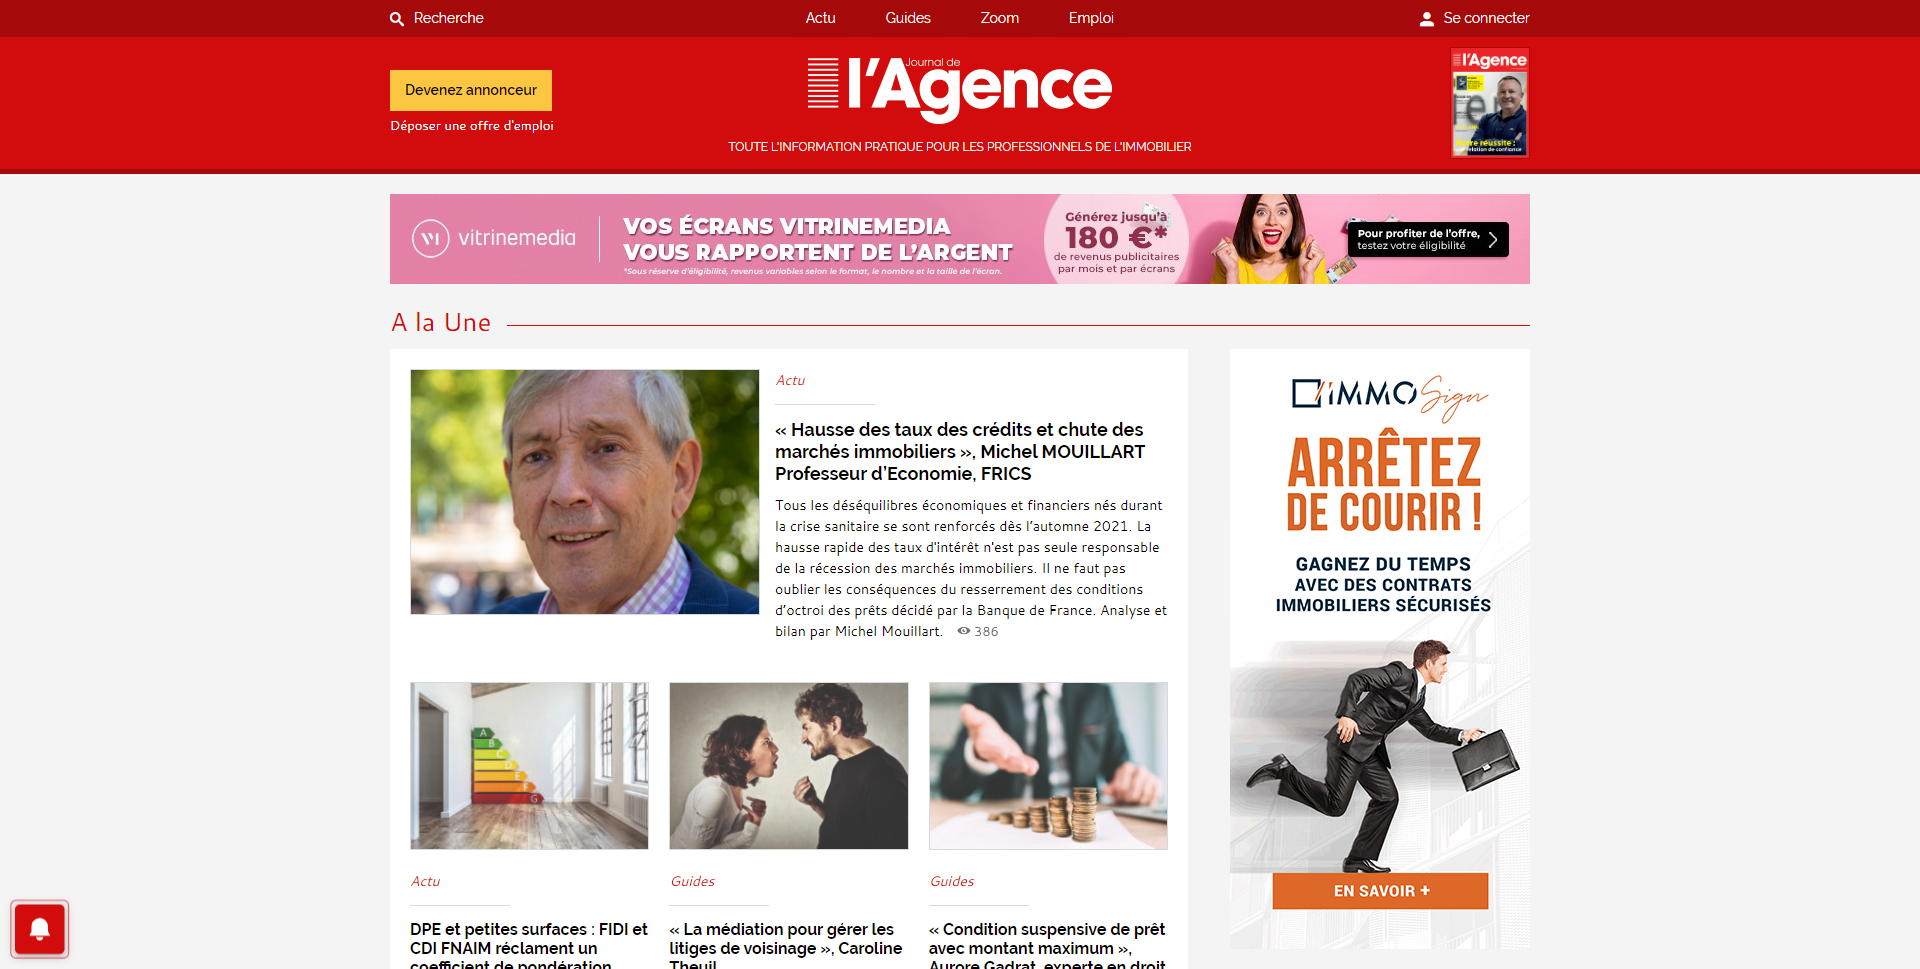 Recherche
Actu
Guides
Zoom
Emploi
Se connecter
Devenez annonceur
Déposer une offre d'emploi
Journal de
l'Agence
TOUTE L'INFORMATION PRATIQUE POUR LES PROFESSIONNELS DE L'IMMOBILIER
l'Agence
vitrinemedia
VOS ÉCRANS VITRINEMEDIA
VOUS RAPPORTENT DE L'ARGENT
*Sous réserve d'éligibilité, revenus variables selon le format, le nombre et la taille de l'écran.
Générez jusqu'à
180 €*
de revenus publicitaires
par mois et par écrans
Pour profiter de l'offre,
testez votre éligibilité
A la Une
Actu
« Hausse des taux des crédits et chute des
marchés immobiliers », Michel MOUILLART
Professeur d'Economie, FRICS
Tous les déséquilibres économiques et financiers nés durant
la crise sanitaire se sont renforcés dès l'automne 2021. La
hausse rapide des taux d'intérêt n'est pas seule responsable
de la récession des marchés immobiliers. Il ne faut pas
oublier les conséquences du resserrement des conditions
d'octroi des prêts décidé par la Banque de France. Analyse et
bilan par Michel Mouillart. 386
A
B
C
D
E
F
G
Actu
DPE et petites surfaces : FIDI et
CDI FNAIM réclament un
coefficient de pondération
Guides
« La médiation pour gérer les
litiges de voisinage », Caroline
Theuil
Guides
« Condition suspensive de prêt
avec montant maximum »,
Aurore Gadrat, experte en droit
IMMO Sign
ARRÊTEZ
DE COURIR !
GAGNEZ DU TEMPS
AVEC DES CONTRATS
IMMOBILIERS SÉCURISÉS
EN SAVOIR +